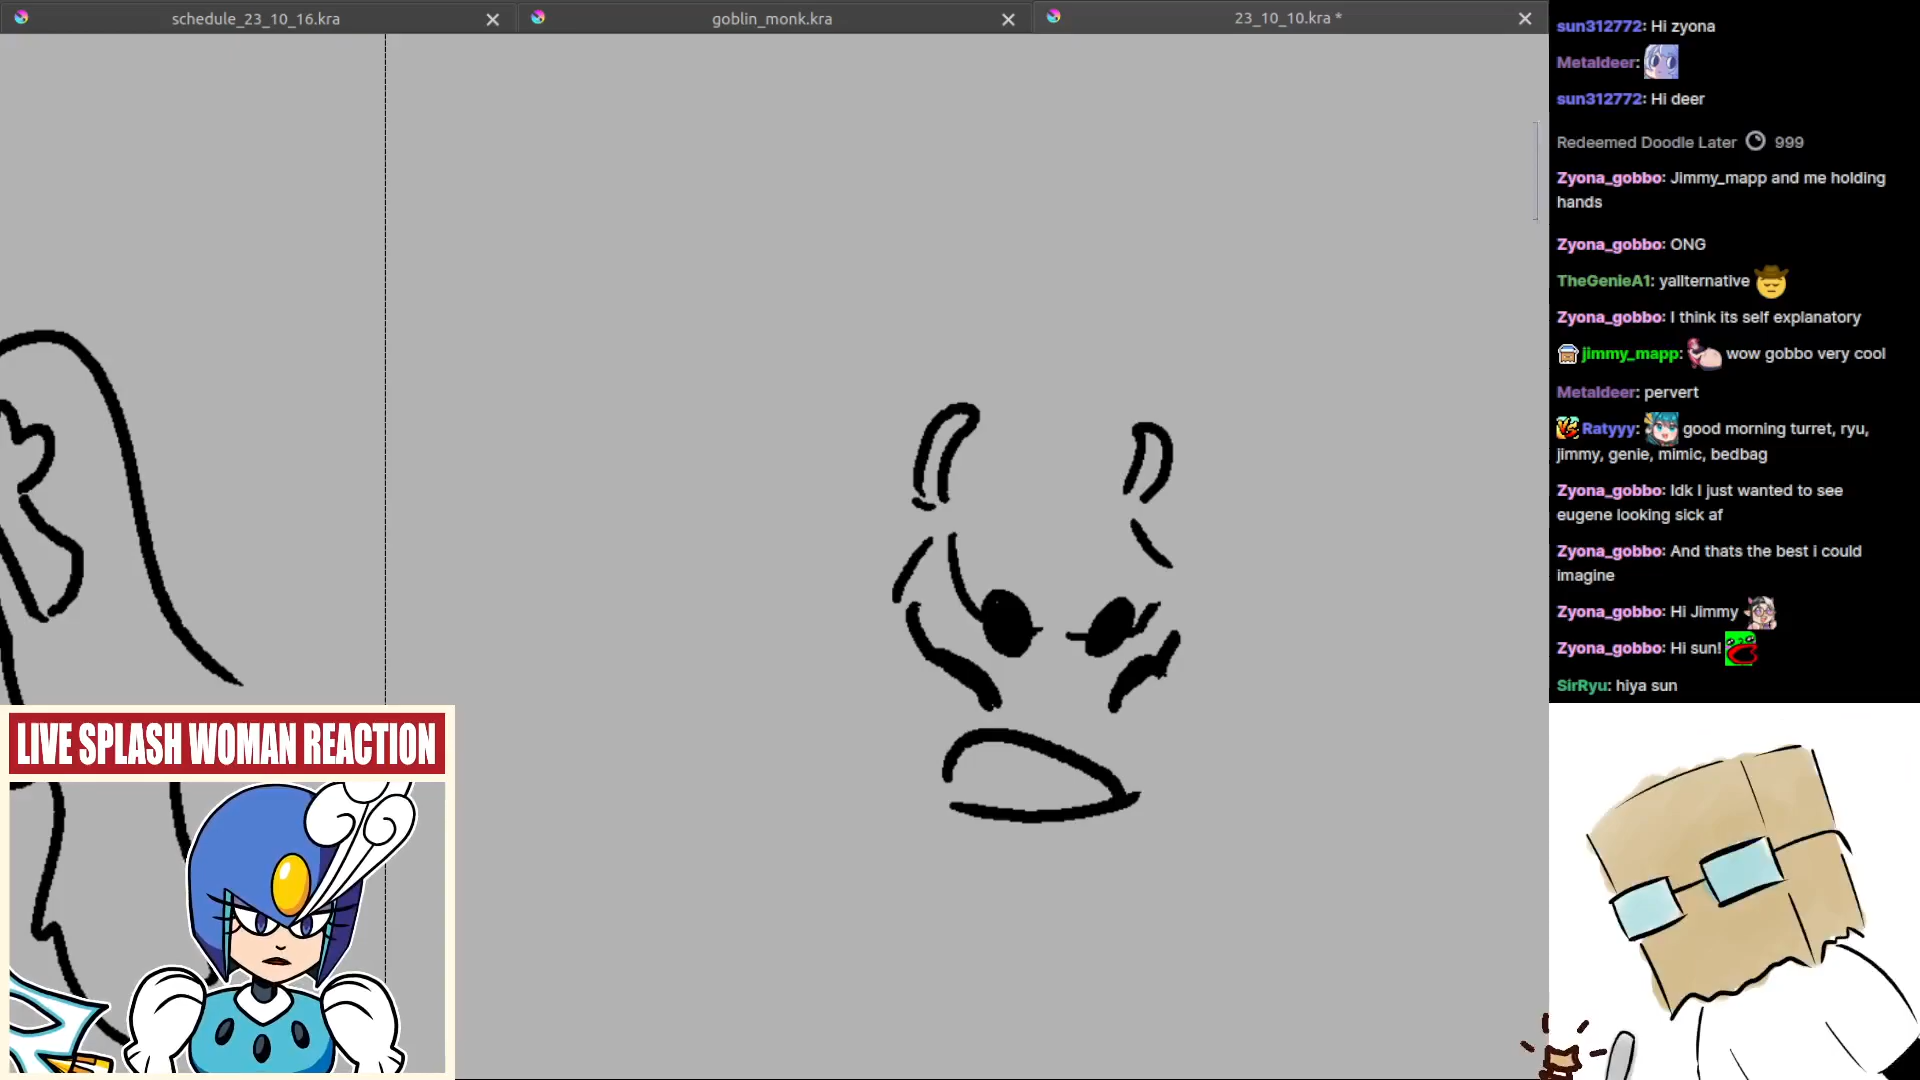 schedule_23_10_16.kra
goblin_monk.kra
23_10_10.kra *
sun312772: Hi zyona
Metaldeer:
sun312772: Hi deer
Redeemed Doodle Later 999
Zyona_gobbo: Jimmy_mapp and me holding
hands
Zyona_gobbo: ONG
TheGenieA1: yallternative
Zyona_gobbo: I think its self explanatory
jimmy_mapp: wow gobbo very cool
Metaldeer: pervert
Ratyyy: good morning turret, ryu,
jimmy, genie, mimic, bedbag
Zyona_gobbo: Idk I just wanted to see
eugene looking sick af
Zyona_gobbo: And thats the best i could
imagine
Zyona_gobbo: Hi Jimmy
Zyona_gobbo: Hi sun!
SirRyu: hiya sun
LIVE SPLASH WOMAN REACTION